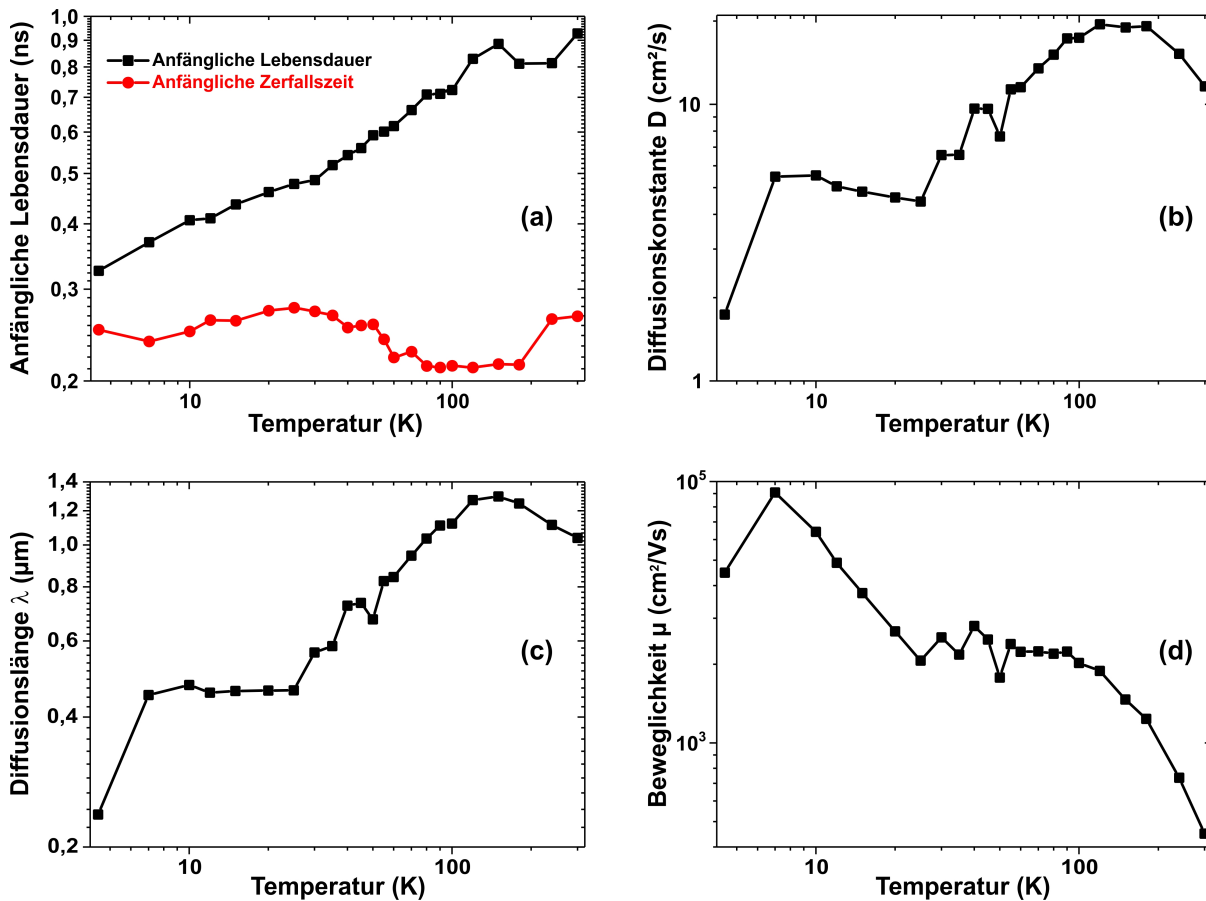 1,0
0,9
0,8
0,7
0,6
0,5
0,4
0,3
0,2
Anfängliche Lebensdauer (ns)
Anfängliche Lebensdauer
Anfängliche Zerfallszeit
(a)
10
100
Temperatur (K)
10
1
Diffusionskonstante D (cm²/s)
(b)
10
100
Temperatur (K)
1,4
1,2
1,0
0,8
0,6
0,4
0,2
Diffusionslänge λ (µm)
(c)
10
100
Temperatur (K)
10⁵
10³
Beweglichkeit µ (cm²/Vs)
(d)
10
100
Temperatur (K)